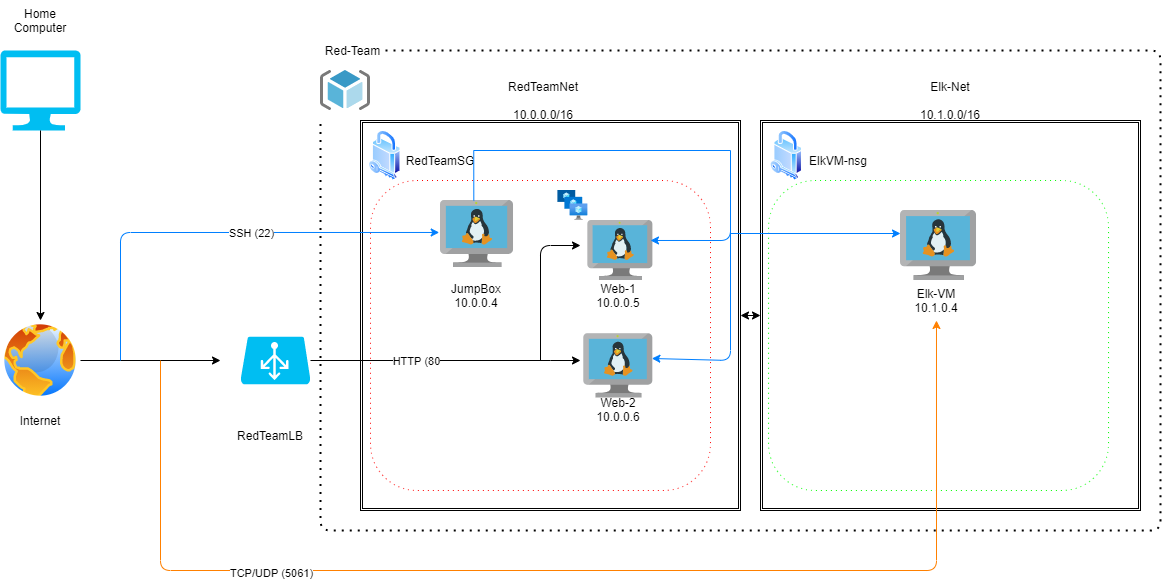 Home
Computer
Red-Team
RedTeamNet
10.0.0.0/16
Elk-Net
10.1.0.0/16
RedTeamSG
ElkVM-nsg
SSH (22)
JumpBox
10.0.0.4
Web-1
10.0.0.5
Elk-VM
10.1.0.4
HTTP (80
Web-2
10.0.0.6
Internet
RedTeamLB
TCP/UDP (5061)